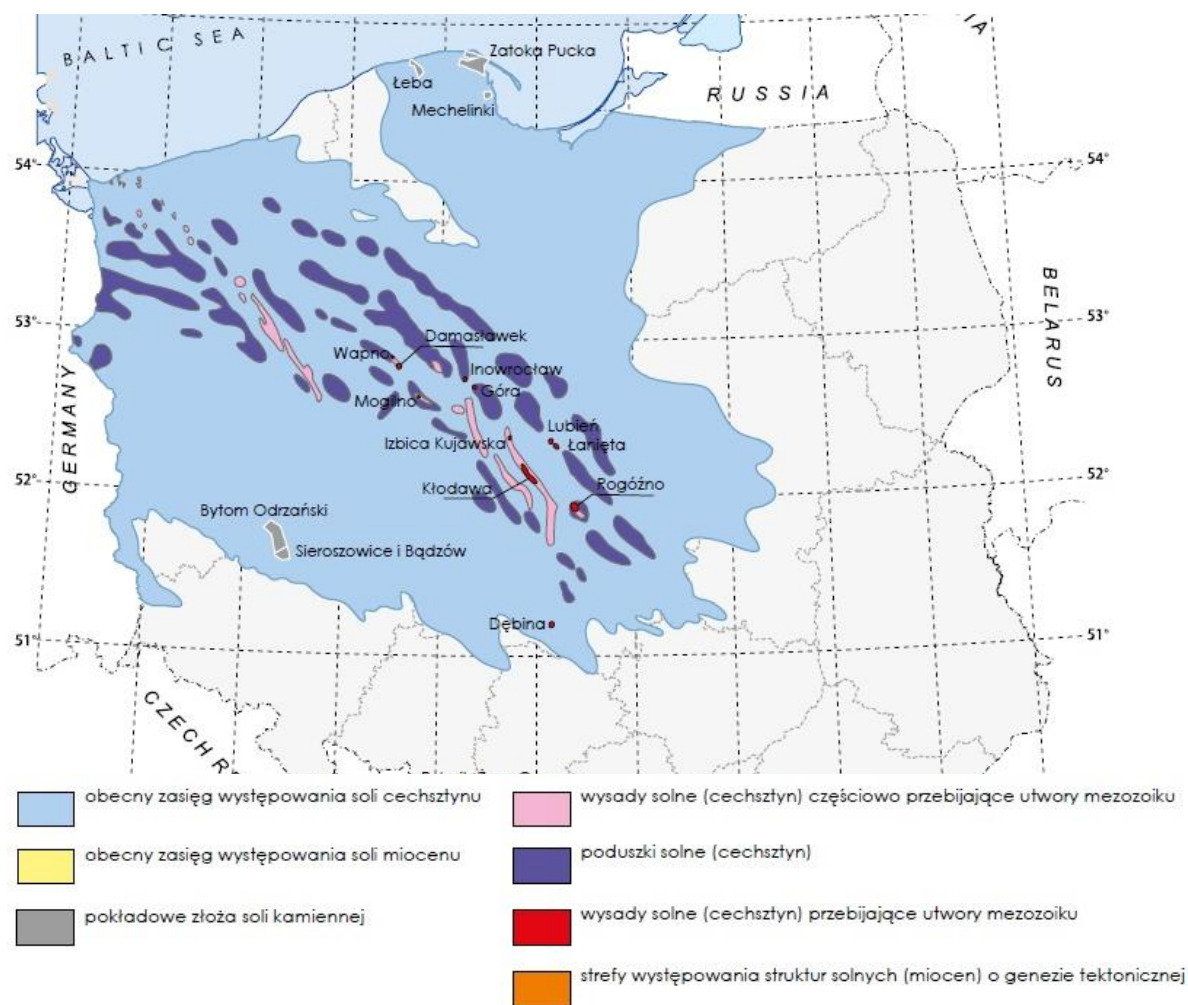 BALTIC SEA
Zatoka Pucka
Łeba
Mechelinki
RUSSIA
54°
54°
BELARUS
53°
53°
Damasławek
Wapno
Inowrocław
Góra
Mogilno
GERMANY
Lubień
Izbica Kujawska
Łanięta
52°
52°
Kłodawa
Rogóźno
Bytom Odrzański
Sieroszowice i Bądzów
Dębina
51°
51°
CZECH R
obecny zasięg występowania soli cechsztynu
obecny zasięg występowania soli miocenu
pokładowe złoża soli kamiennej
wysady solne (cechsztyn) częściowo przebijające utwory mezozoiku
poduszki solne (cechsztyn)
wysady solne (cechsztyn) przebijające utwory mezozoiku
strefy występowania struktur solnych (miocen) o genezie tektonicznej